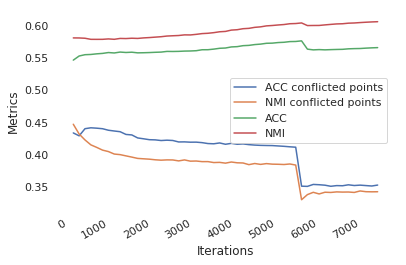 0.60
0.55
0.50
0.45
0.40
0.35
Metrics
ACC conflicted points
NMI conflicted points
ACC
NMI
0
1000
2000
3000
4000
5000
6000
7000
Iterations